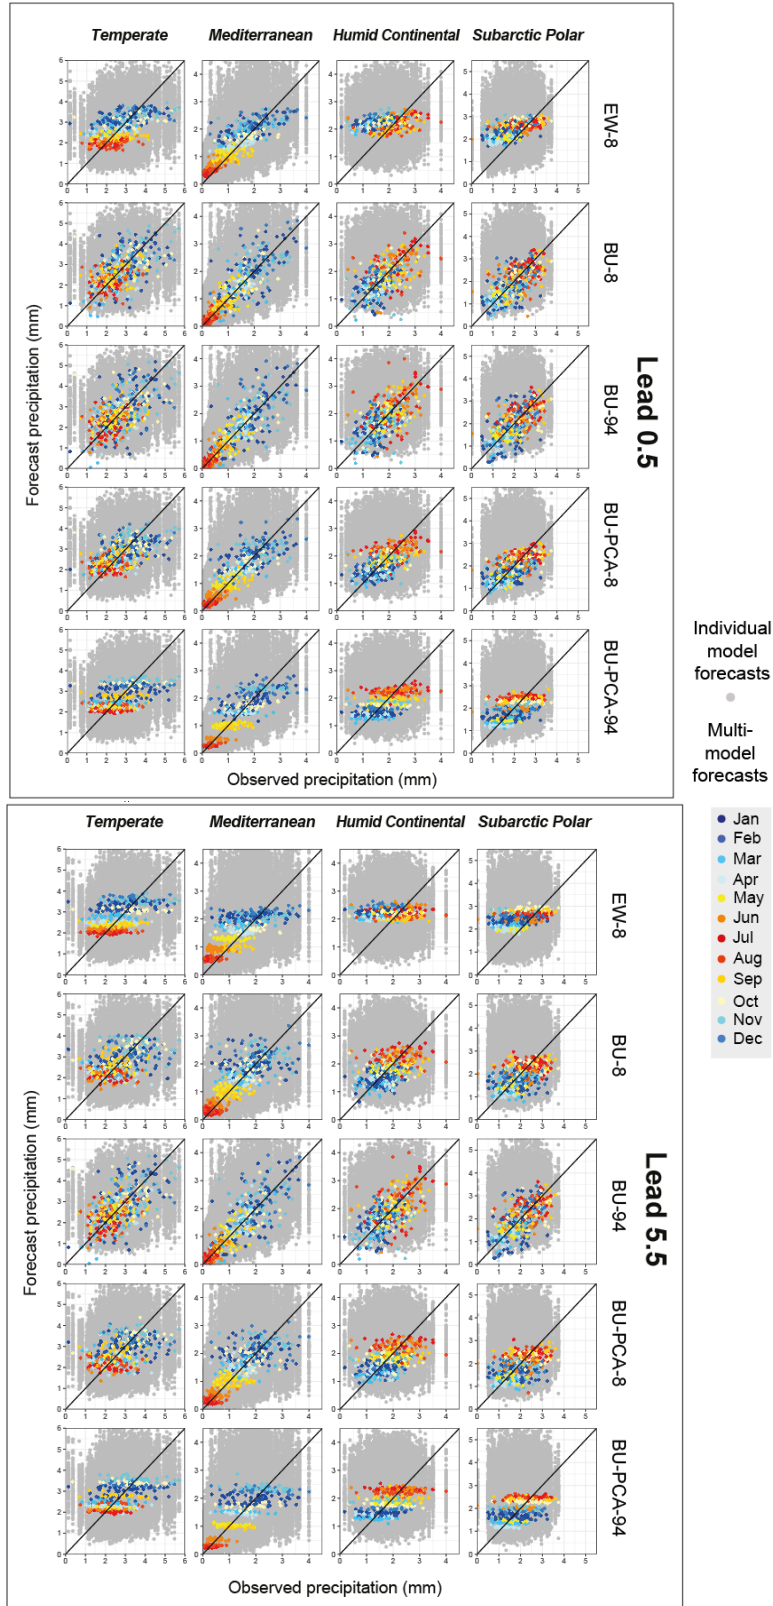 Temperate Mediterranean Humid Continental Subarctic Polar
EW-8
BU-8
BU-94
BU-PCA-8
BU-PCA-94
Lead 0.5
Forecast precipitation (mm)
Observed precipitation (mm)
Individual
model
forecasts
Multi-
model
forecasts
Jan
Feb
Mar
Apr
May
Jun
Jul
Aug
Sep
Oct
Nov
Dec
Temperate Mediterranean Humid Continental Subarctic Polar
EW-8
BU-8
BU-94
BU-PCA-8
BU-PCA-94
Lead 5.5
Forecast precipitation (mm)
Observed precipitation (mm)